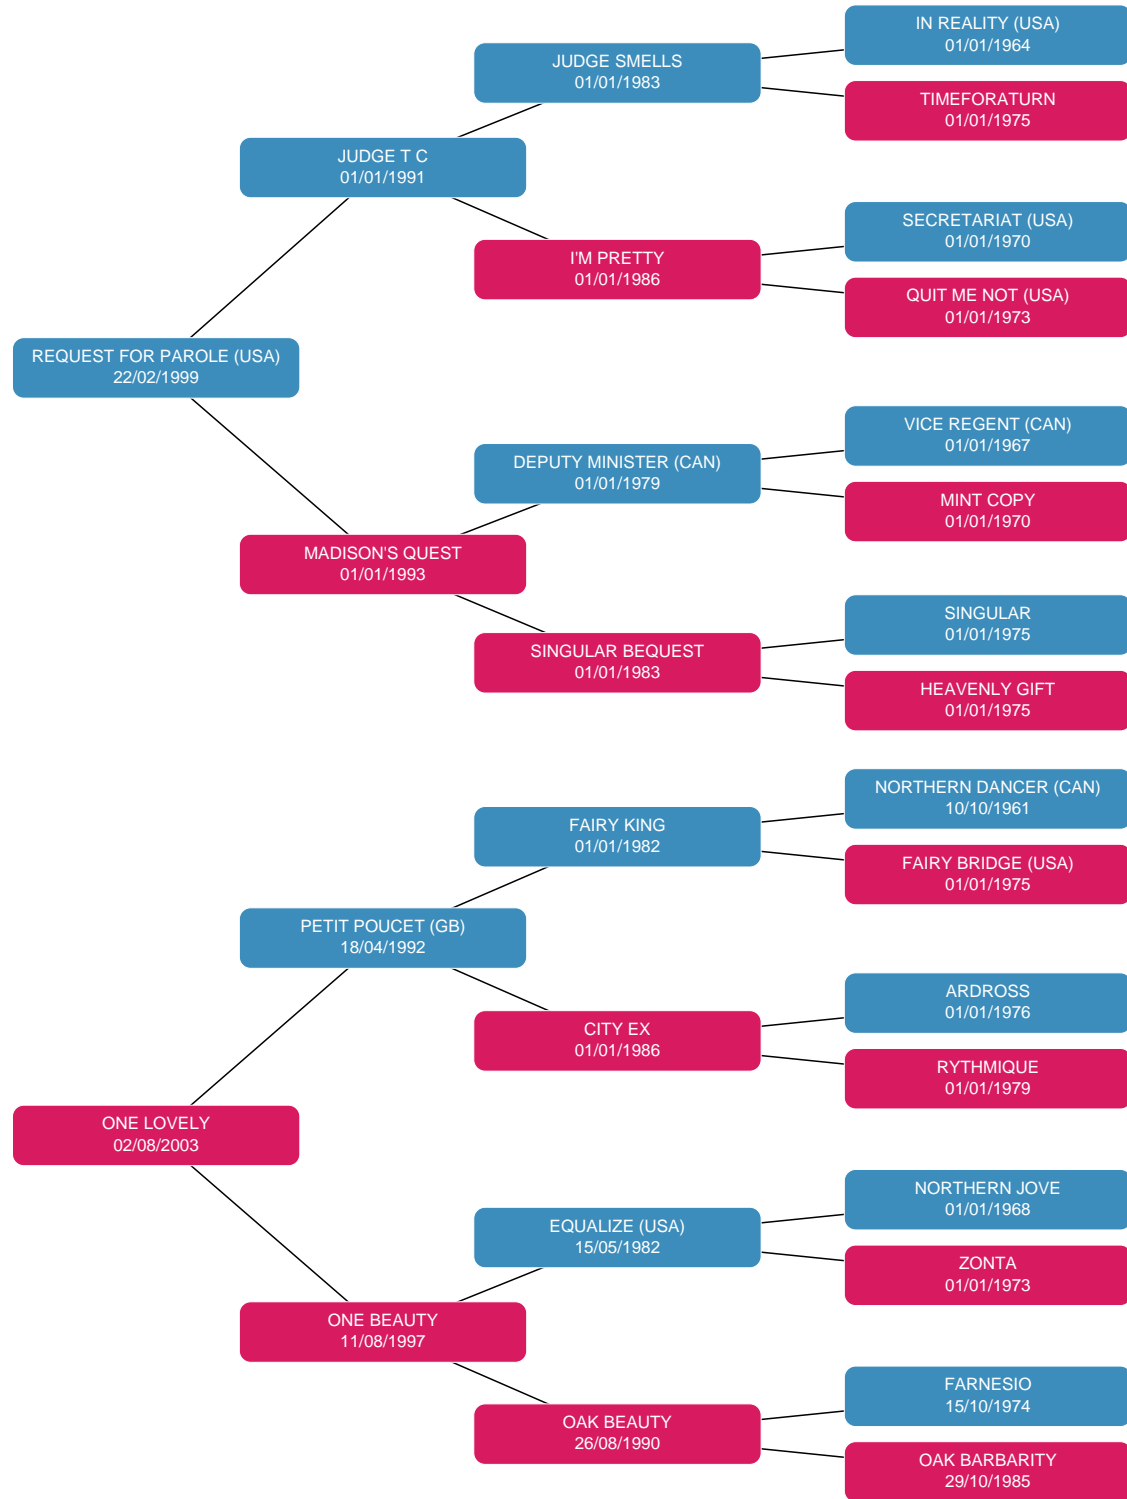 IN REALITY (USA)
01/01/1964
JUDGE SMELLS
01/01/1983
TIMEFORATURN
01/01/1975
JUDGE T C
01/01/1991
SECRETARIAT (USA)
01/01/1970
I'M PRETTY
01/01/1986
QUIT ME NOT (USA)
01/01/1973
REQUEST FOR PAROLE (USA)
22/02/1999
VICE REGENT (CAN)
01/01/1967
DEPUTY MINISTER (CAN)
01/01/1979
MINT COPY
01/01/1970
MADISON'S QUEST
01/01/1993
SINGULAR
01/01/1975
SINGULAR BEQUEST
01/01/1983
HEAVENLY GIFT
01/01/1975
NORTHERN DANCER (CAN)
10/10/1961
FAIRY KING
01/01/1982
FAIRY BRIDGE (USA)
01/01/1975
PETIT POUCET (GB)
18/04/1992
ARDROSS
01/01/1976
CITY EX
01/01/1986
RYTHMIQUE
01/01/1979
ONE LOVELY
02/08/2003
NORTHERN JOVE
01/01/1968
EQUALIZE (USA)
15/05/1982
ZONTA
01/01/1973
ONE BEAUTY
11/08/1997
FARNESIO
15/10/1974
OAK BEAUTY
26/08/1990
OAK BARBARITY
29/10/1985